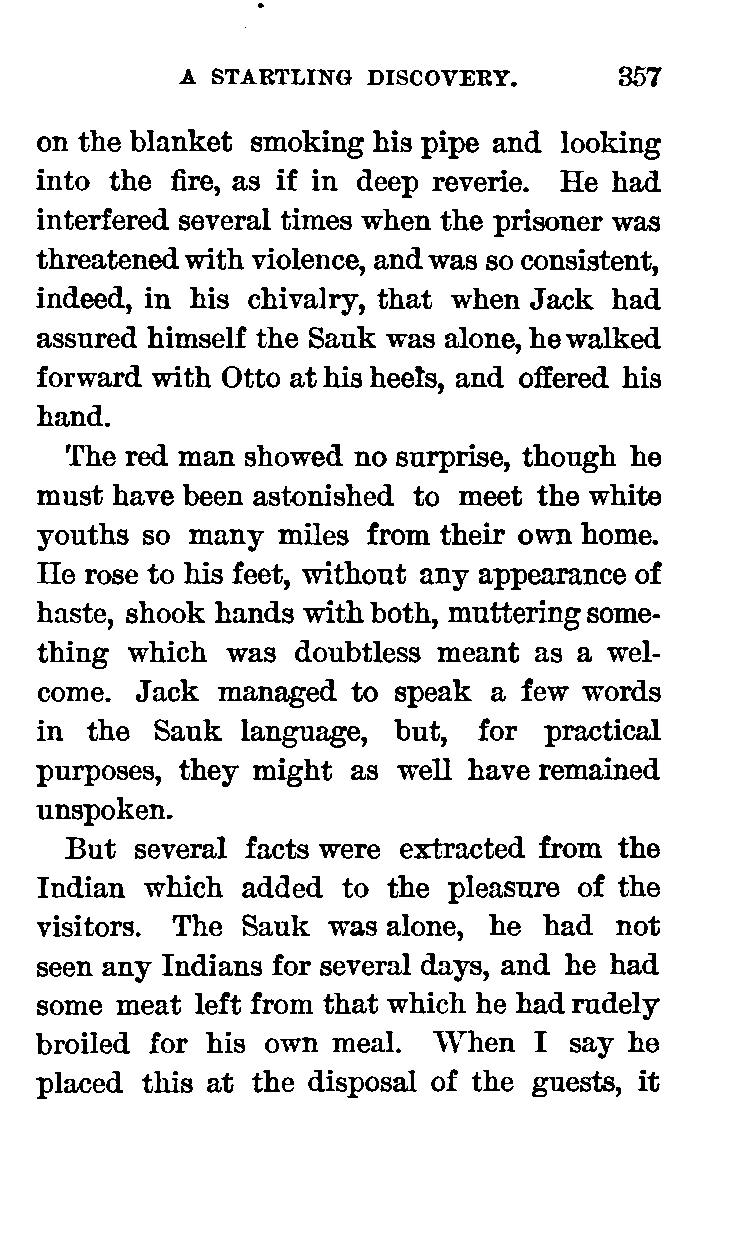 A STARTLING DISCOVERY. 357
on the blanket smoking his pipe and looking
into the fire, as if in deep reverie. He had
interfered several times when the prisoner was
threatened with violence, and was so consistent,
indeed, in his chivalry, that when Jack had
assured himself the Sauk was alone, he walked
forward with Otto at his heels, and offered his
hand.
The red man showed no surprise, though he
must have been astonished to meet the white
youths so many miles from their own home.
He rose to his feet, without any appearance of
haste, shook hands with both, muttering some-
thing which was doubtless meant as a wel-
come. Jack managed to speak a few words
in the Sauk language, but, for practical
purposes, they might as well have remained
unspoken.
But several facts were extracted from the
Indian which added to the pleasure of the
visitors. The Sauk was alone, he had not
seen any Indians for several days, and he had
some meat left from that which he had rudely
broiled for his own meal. When I say he
placed this at the disposal of the guests, it